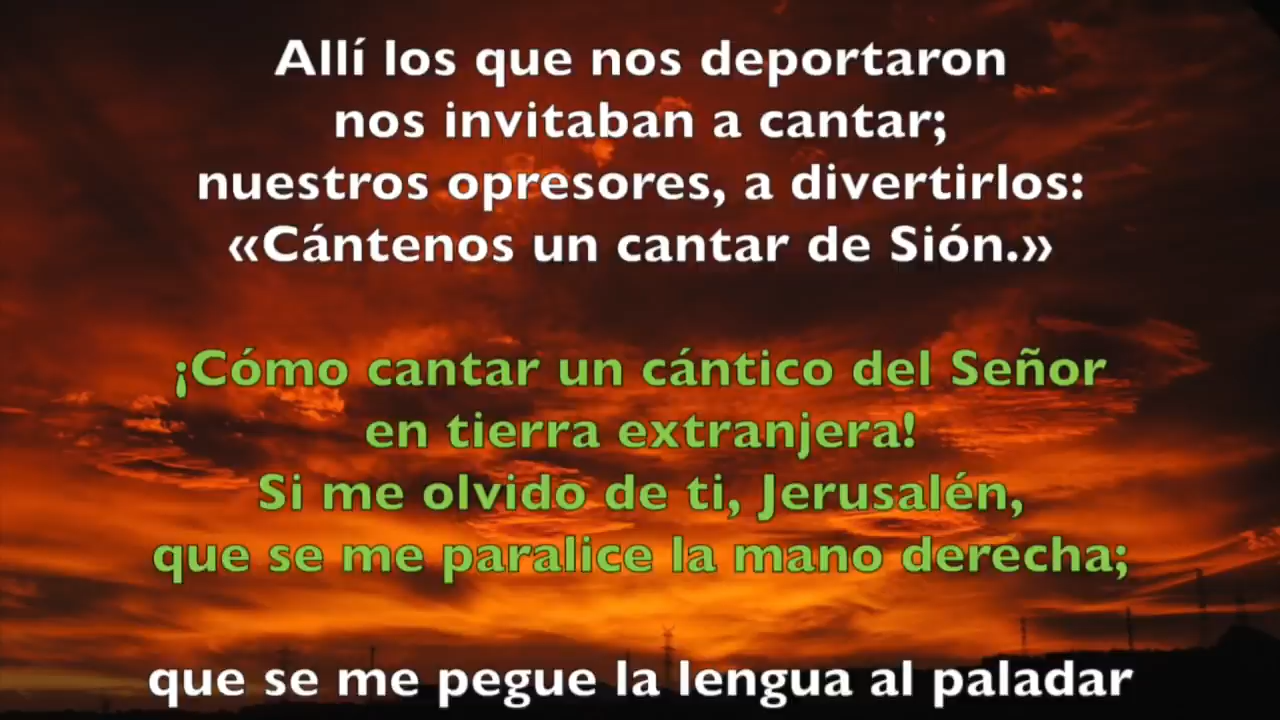 Allí los que nos deportaron
nos invitaban a cantar;
nuestros opresores, a divertirlos:
«Cántenos un cantar de Sión.»
¡Cómo cantar un cántico del Señor
en tierra extranjera!
Si me olvido de ti, Jerusalén,
que se me paralice la mano derecha;
que se me pegue la lengua al paladar